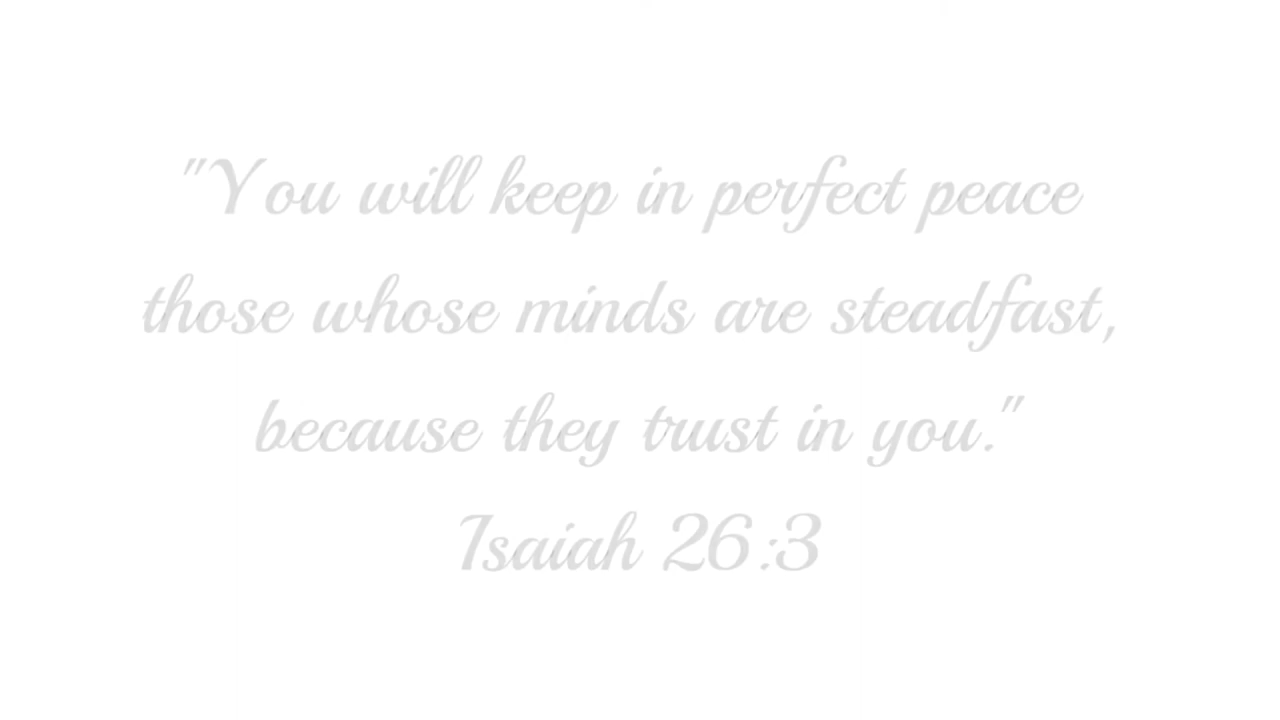 "You will keep in perfect peace
those whose minds are steadfast,
because they trust in you."
Isaiah 26:3